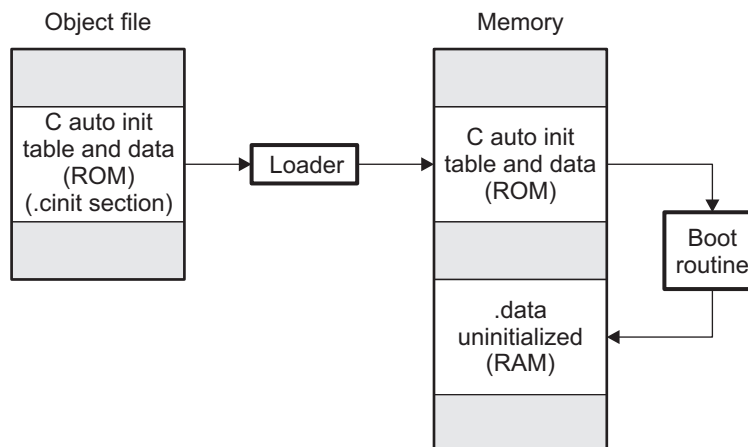 Object file
C auto init
table and data
(ROM)
(.cinit section)
Loader
Memory
C auto init
table and data
(ROM)
Boot
routine
.data
uninitialized
(RAM)